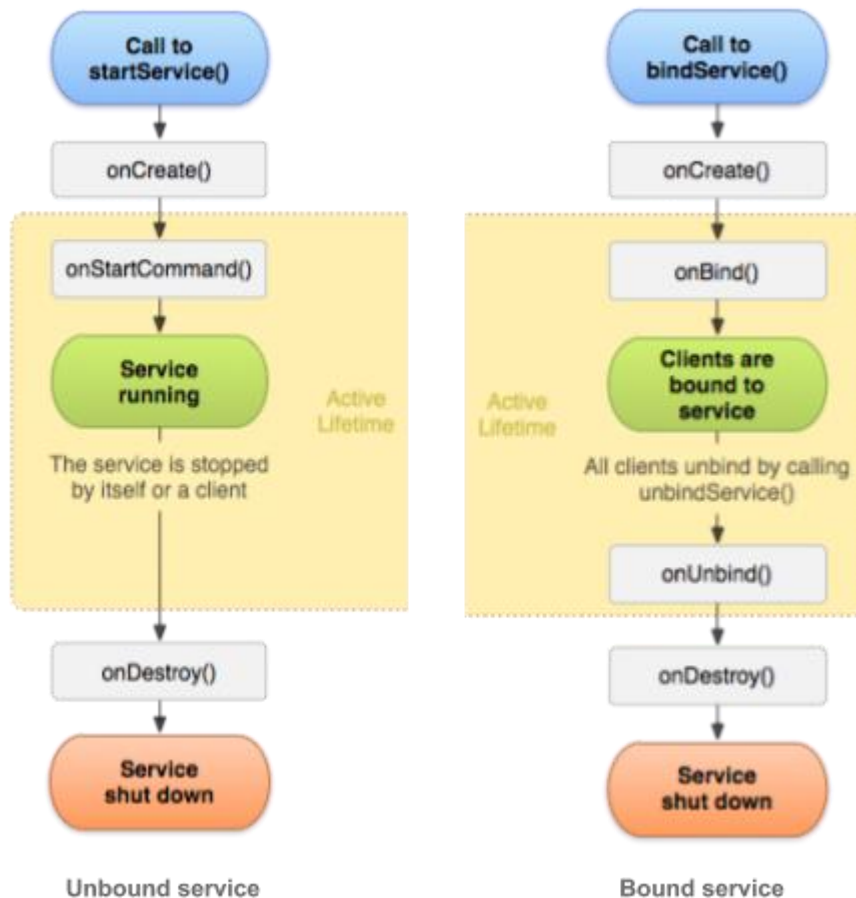 Call to
startService()
onCreate()
onStartCommand()
Service
running
Active
Lifetime
The service is stopped
by itself or a client
onDestroy()
Service
shut down
Unbound service
Call to
bindService()
onCreate()
onBind()
Clients are
bound to
service
Active
Lifetime
All clients unbind by calling
unbindService()
onUnbind()
onDestroy()
Service
shut down
Bound service